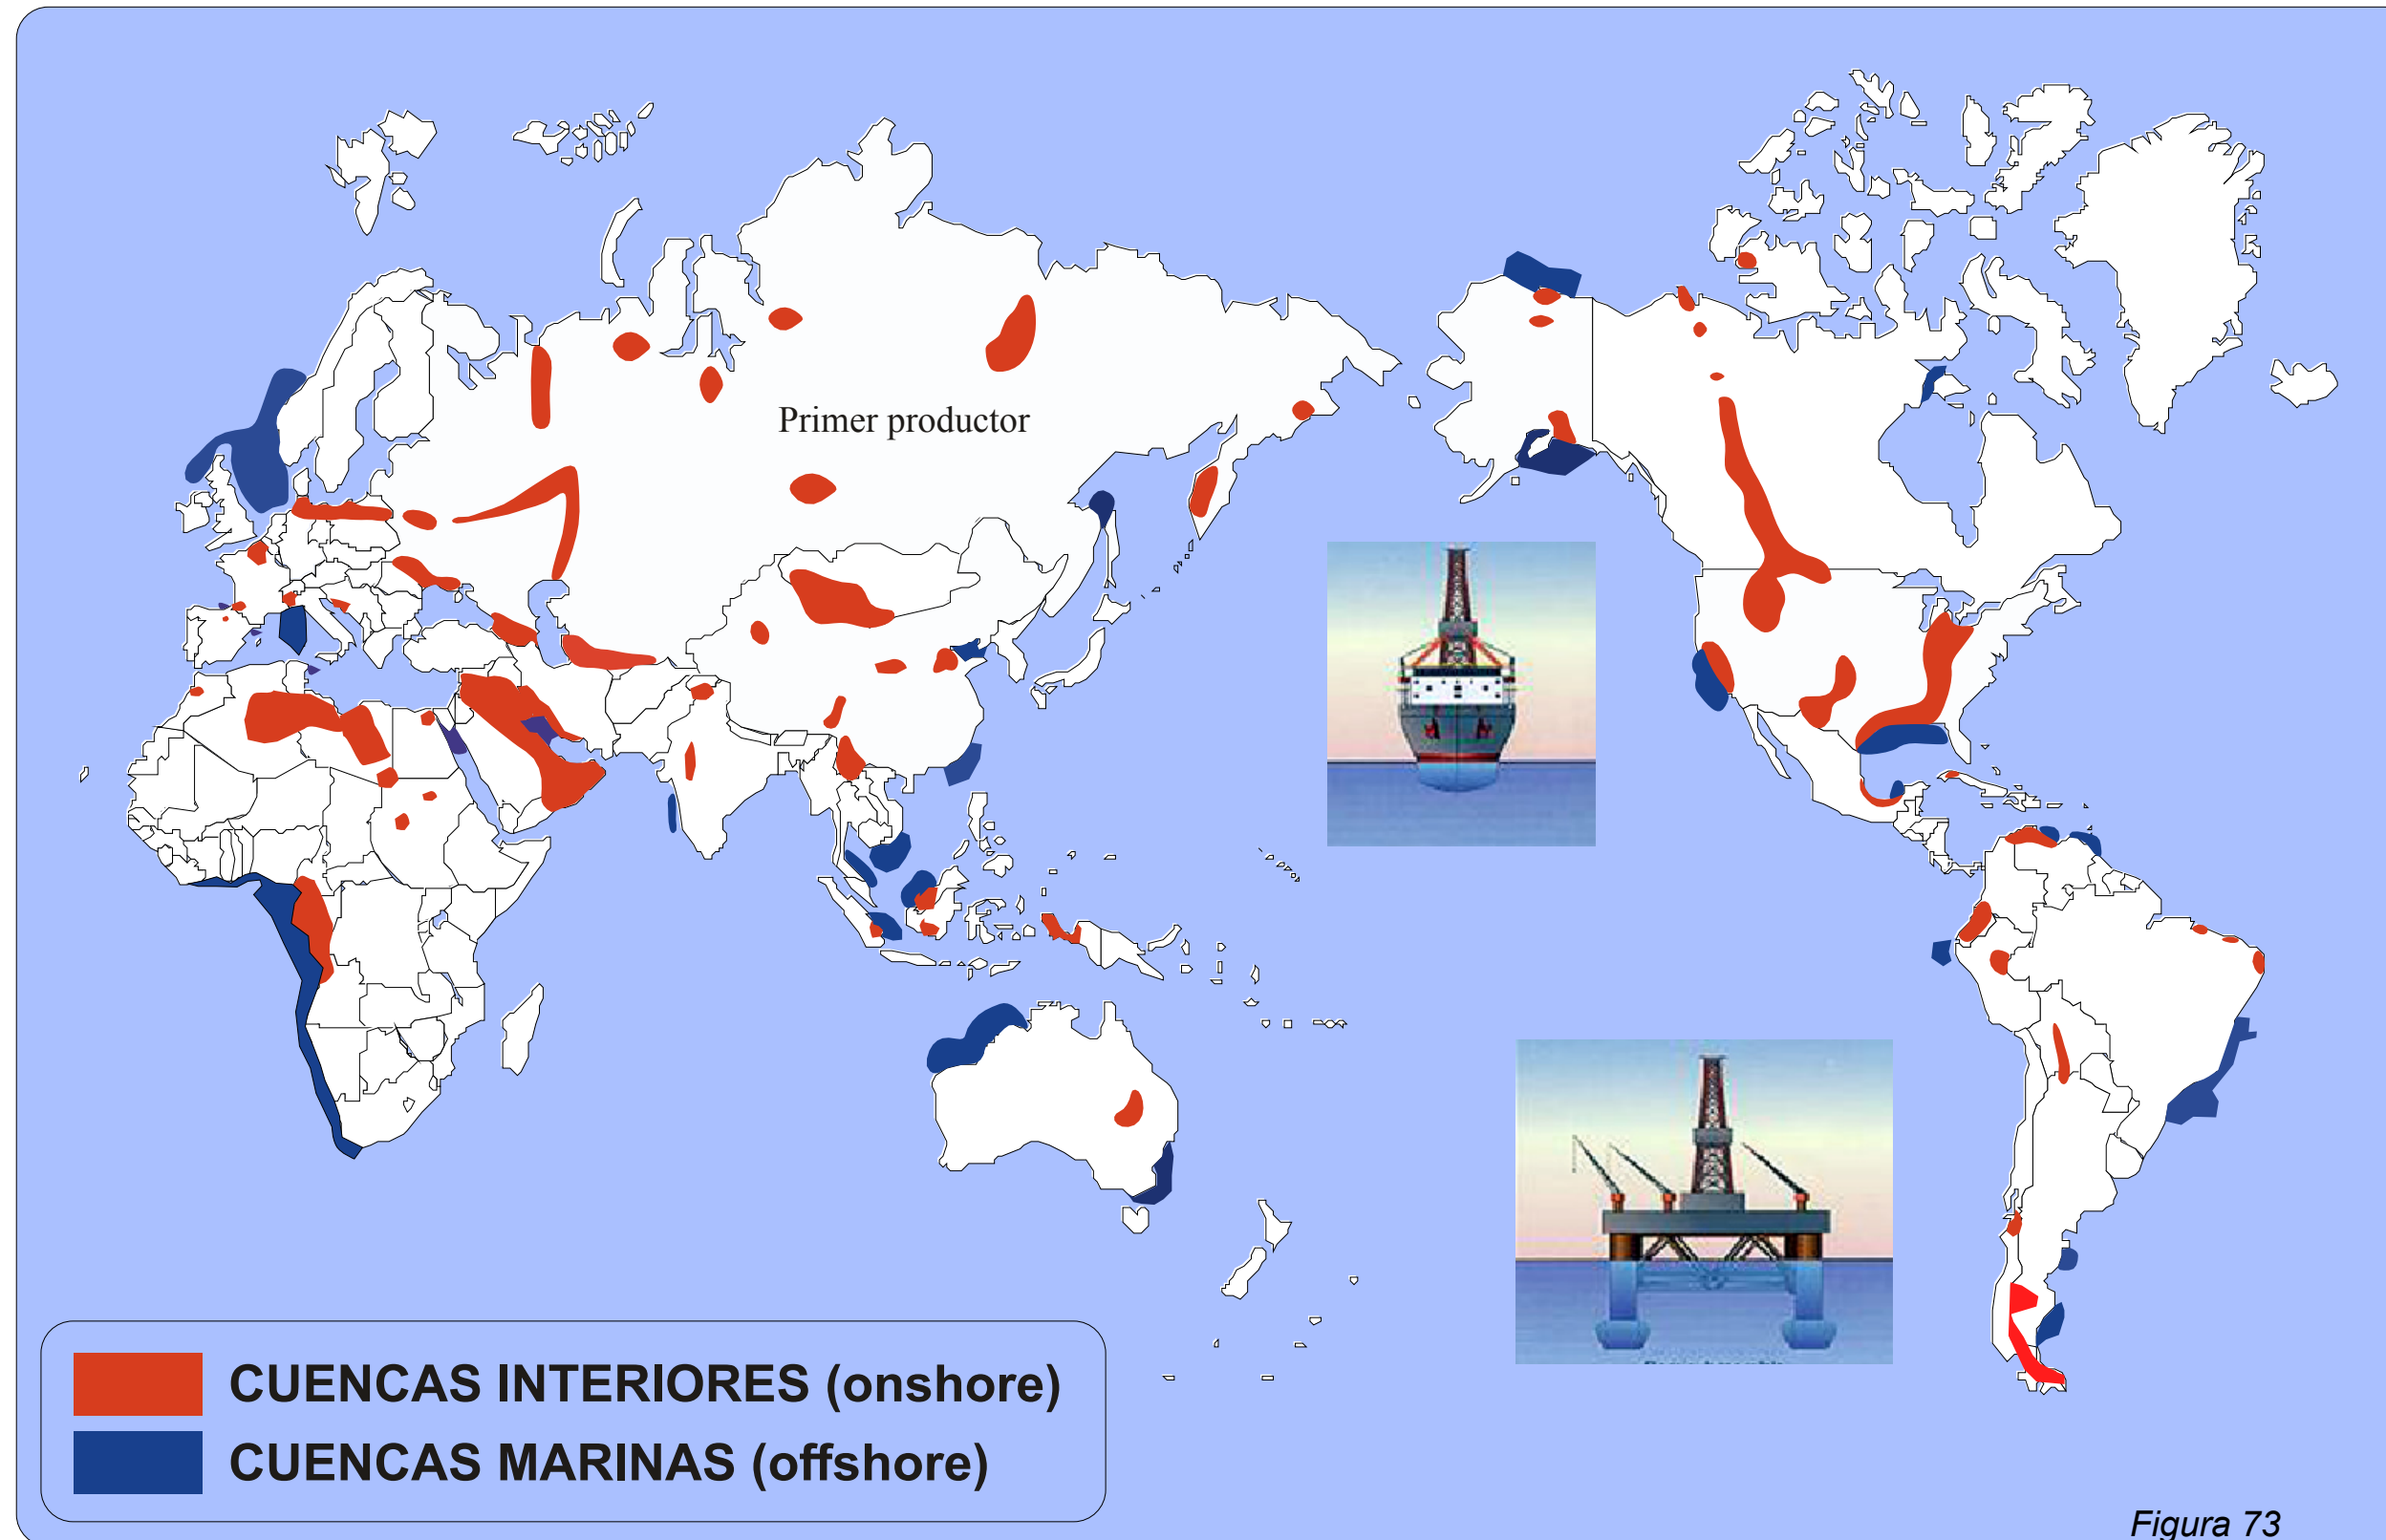 Primer productor
CUENCAS INTERIORES (onshore)
CUENCAS MARINAS (offshore)
Figura 73